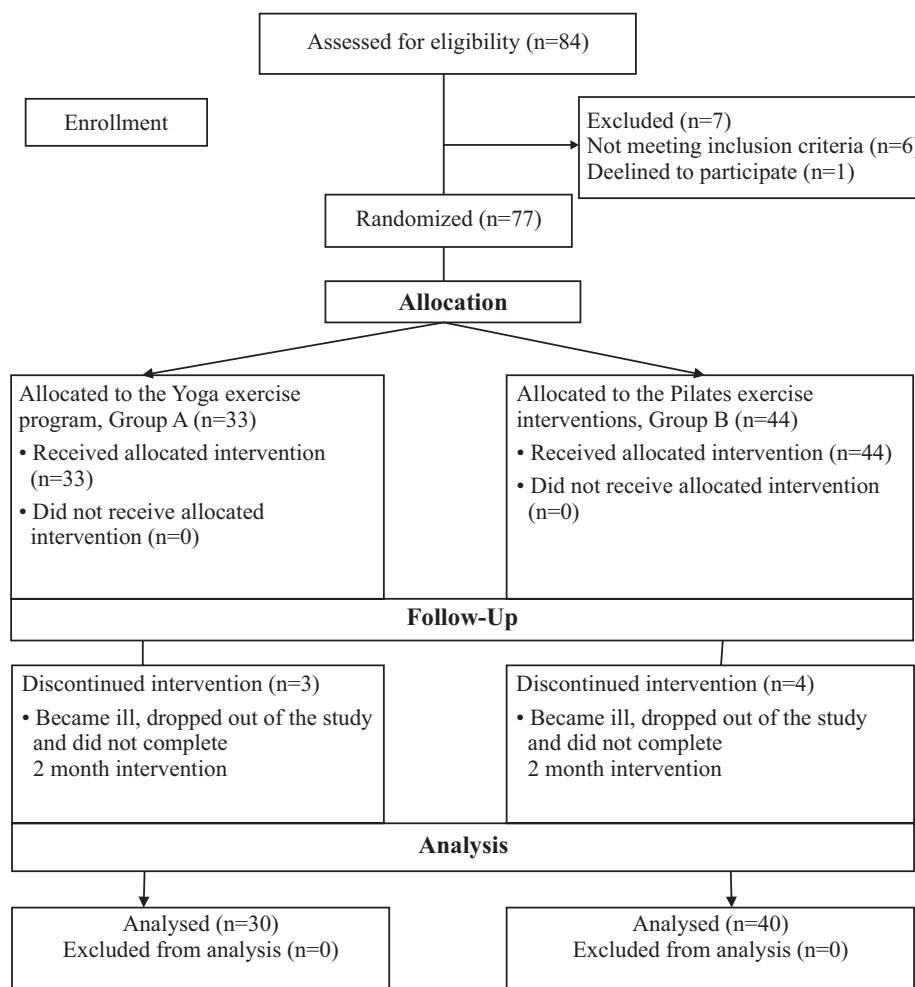 Assessed for eligibility (n=84)
Enrollment
Excluded (n=7)
Not meeting inclusion criteria (n=6)
Deelined to participate (n=1)
Randomized (n=77)
Allocation
Allocated to the Yoga exercise
program, Group A (n=33)
• Received allocated intervention
(n=33)
• Did not receive allocated
intervention (n=0)
Allocated to the Pilates exercise
interventions, Group B (n=44)
• Received allocated intervention (n=44)
• Did not receive allocated intervention
(n=0)
Follow-Up
Discontinued intervention (n=3)
• Became ill, dropped out of the study
and did not complete
2 month intervention
Discontinued intervention (n=4)
• Became ill, dropped out of the study
and did not complete
2 month intervention
Analysis
Analysed (n=30)
Excluded from analysis (n=0)
Analysed (n=40)
Excluded from analysis (n=0)